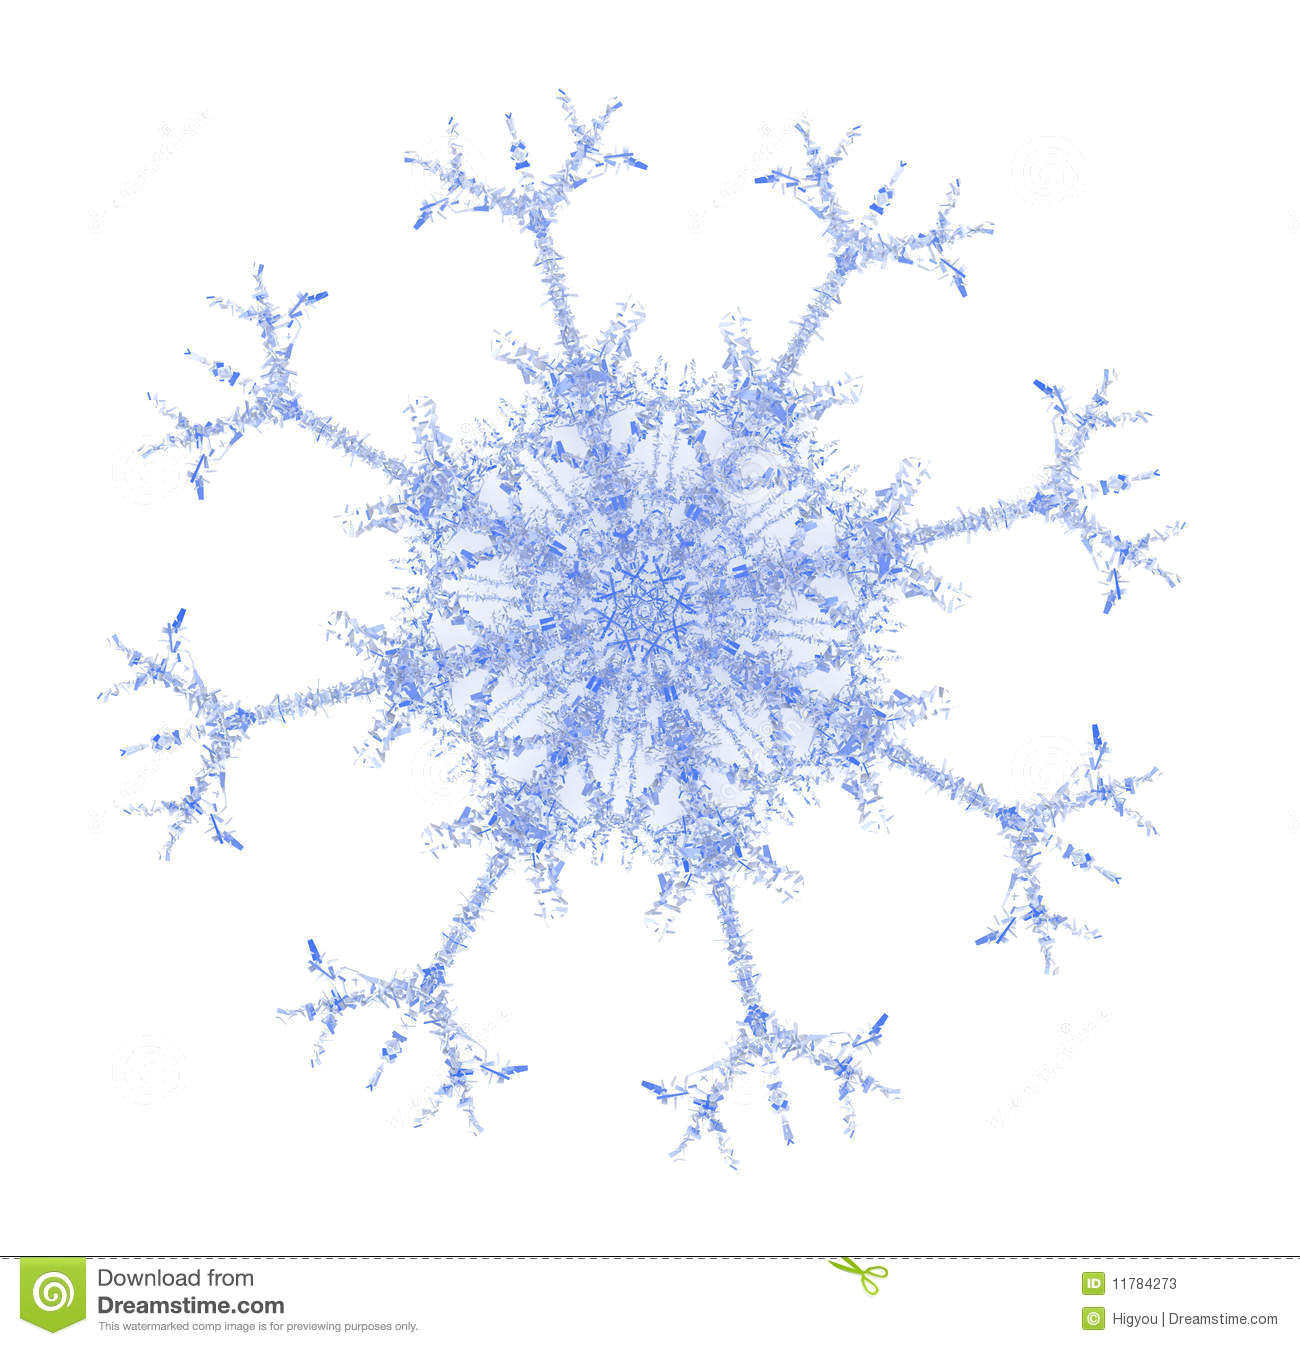 Download from
Dreamstime.com
This watermarked comp image is for previewing purposes only.
ID 11784273
© Higyou | Dreamstime.com